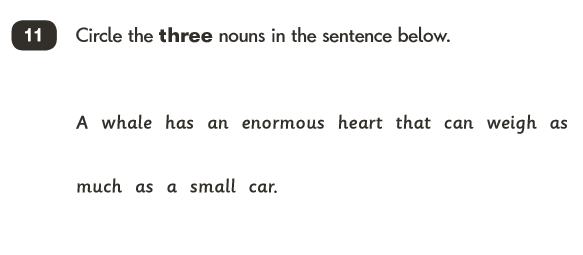 11 Circle the three nouns in the sentence below.
A whale has an enormous heart that can weigh as
much as a small car.